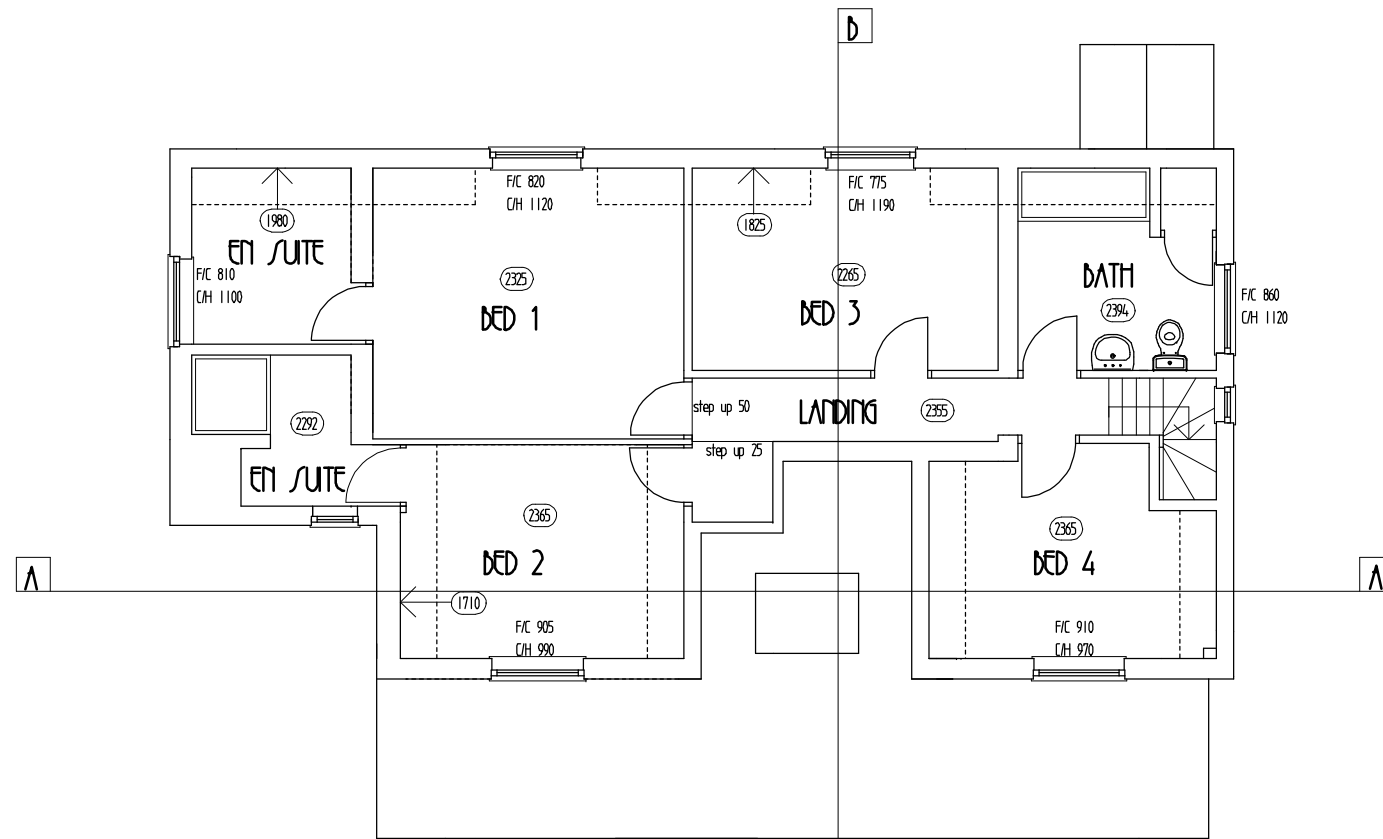 B
F/C 820
C/H 1120
F/C 775
C/H 1190
1980
1825
EN SUITE
F/C 810
C/H 1100
2325
BED 1
2265
BED 3
BATH
2394
F/C 860
C/H 1120
step up 50
LANDING
2355
2292
step up 25
EN SUITE
2365
BED 2
2365
BED 4
A
A
1710
F/C 905
C/H 990
F/C 910
C/H 970